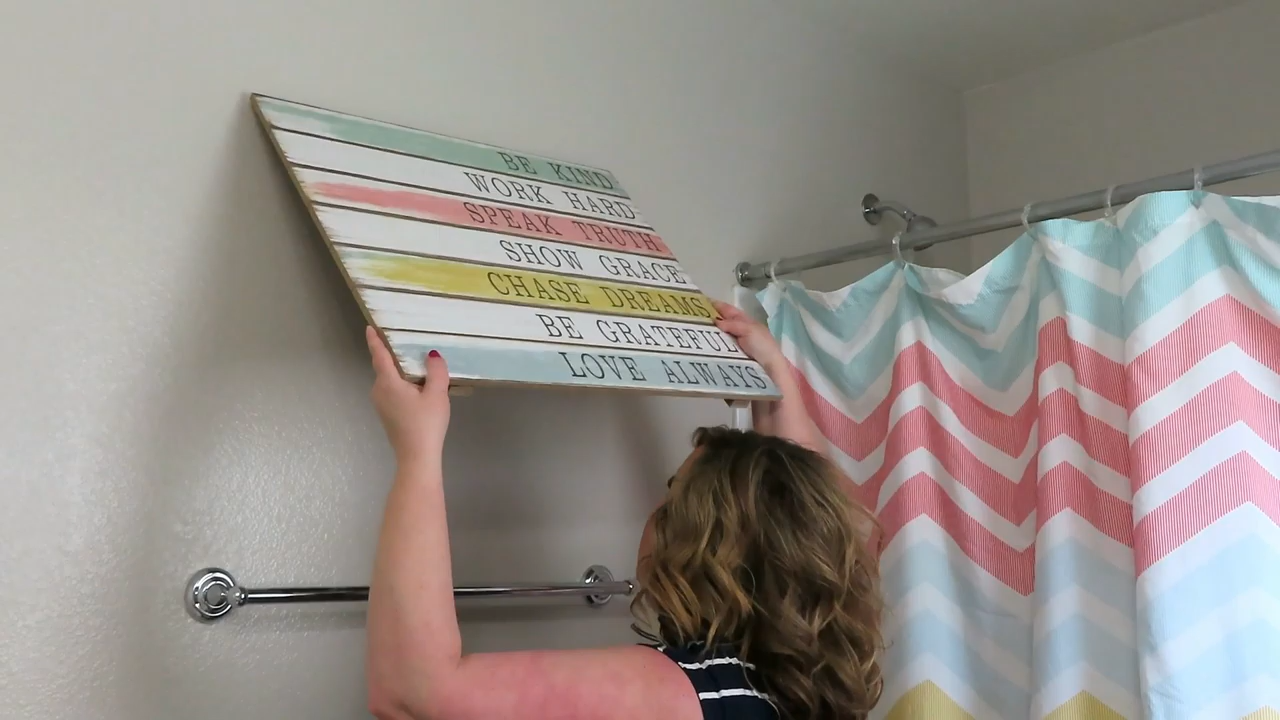 BE KIND
WORK HARD
SPEAK TRUTH
SHOW GRACE
CHASE DREAMS
BE GRATEFUL
LOVE ALWAYS